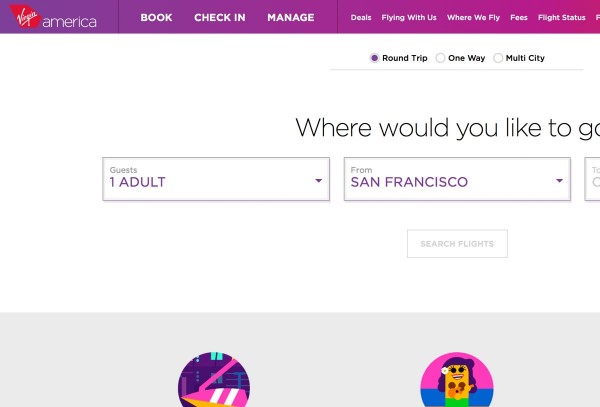 Virgin america
BOOK CHECK IN MANAGE Deals Flying With Us Where We Fly Fees Flight Status F
Round Trip One Way Multi City
Where would you like to go
Guests From To
1 ADULT SAN FRANCISCO
SEARCH FLIGHTS